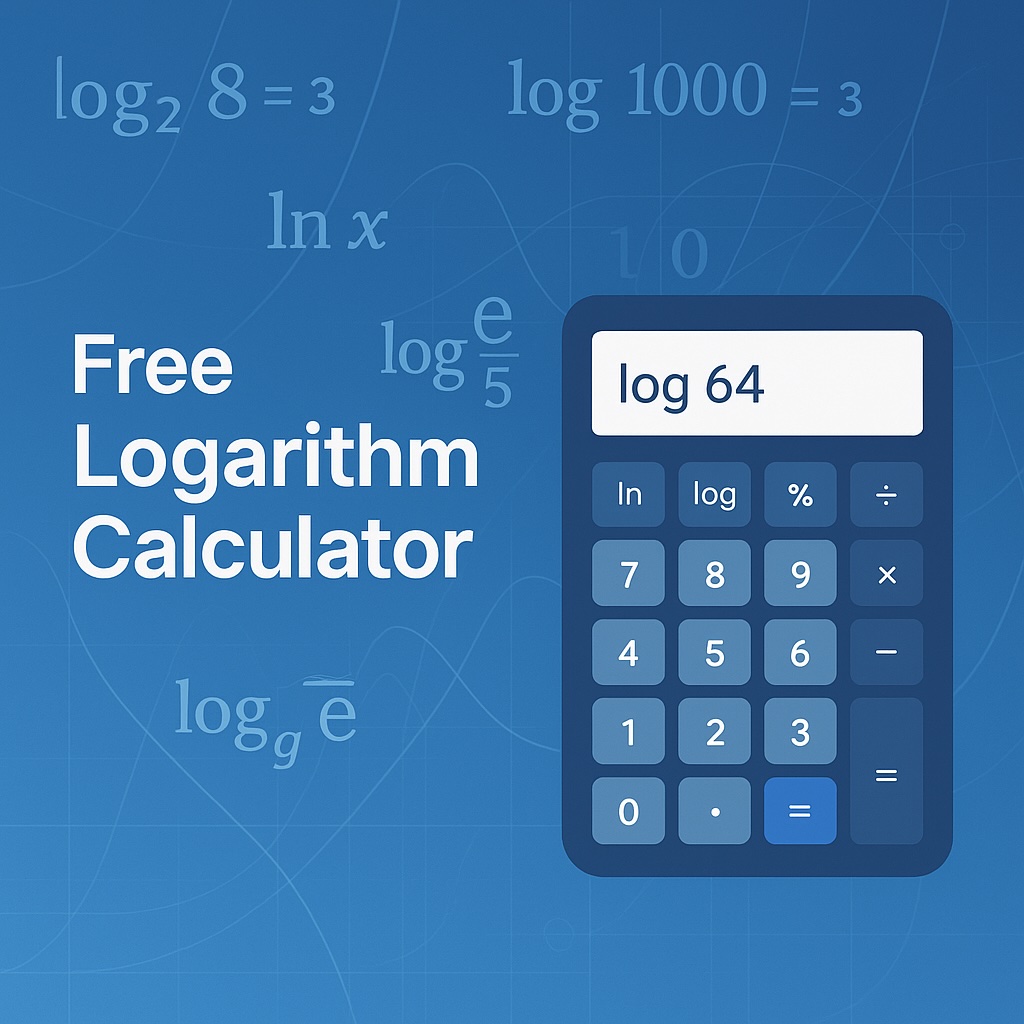 log₂ 8 = 3
log 1000 = 3
ln x
1 0
log e/5
Free
Logarithm
Calculator
log 64
ln log % ÷
7 8 9 ×
4 5 6 −
1 2 3
=
0 · =
log_g e̅